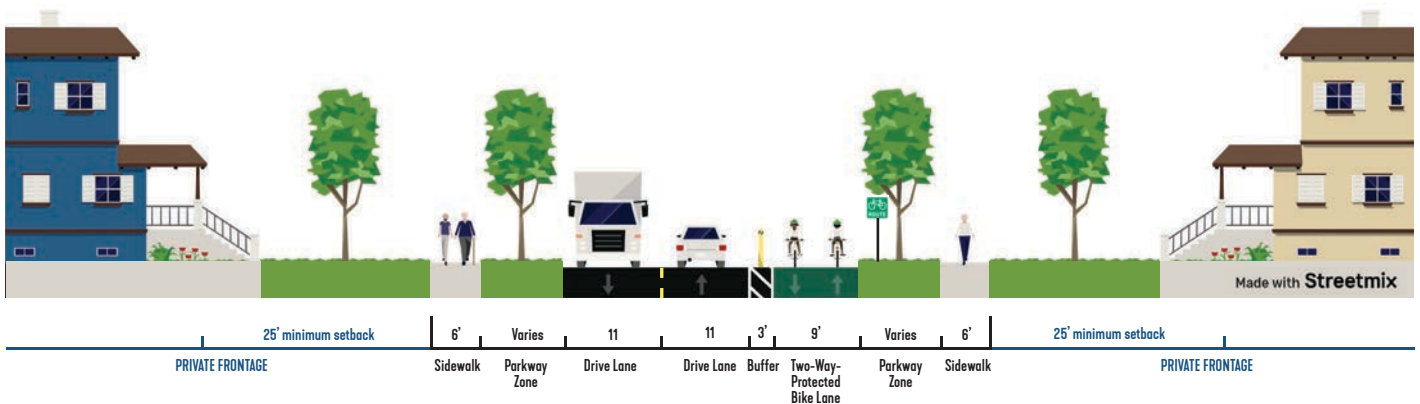 ROUTE
Made with Streetmix
25' minimum setback
6'
Varies
11
11
3'
9'
Varies
6'
25' minimum setback
PRIVATE FRONTAGE
Sidewalk
Parkway
Zone
Drive Lane
Drive Lane
Buffer
Two-Way-
Protected
Bike Lane
Parkway
Zone
Sidewalk
PRIVATE FRONTAGE